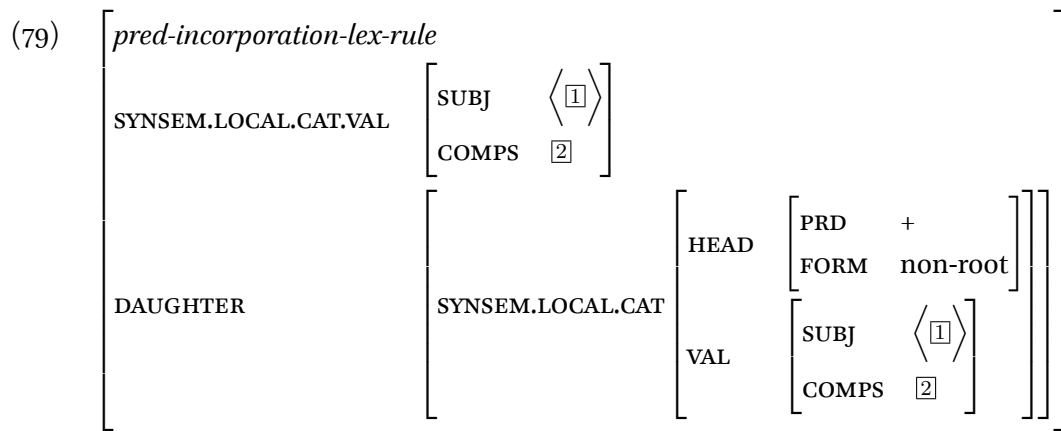 (79) pred-incorporation-lex-rule
SYNSEM.LOCAL.CAT.VAL
SUBJ ⟨1⟩
COMPS 2
DAUGHTER
SYNSEM.LOCAL.CAT
HEAD
PRD +
FORM non-root
VAL
SUBJ ⟨1⟩
COMPS 2